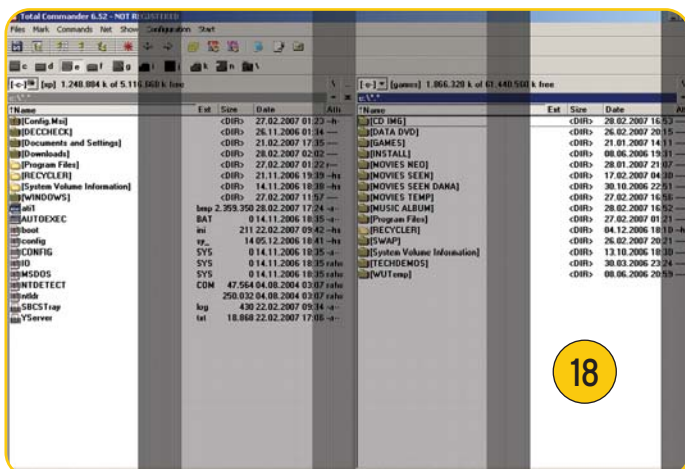 Total Commander 6.52 - NOT REGISTERED
Files Mark Commands Net Show Configuration Start
c d e f g i k n \
[-c-] [xp] 1.248.884 k of 5.116.668 k free \ ..
[-e-] [games] 1.866.328 k of 61.440.560 k free \
c:\*.*
e:\*.*
↑Name Ext Size Date Attr
[Config.Msi] <DIR> 27.02.2007 01:23 -h-
[DECCHECK] <DIR> 26.11.2006 01:34 ----
[Documents and Settings] <DIR> 21.02.2007 17:35 ----
[Downloads] <DIR> 28.02.2007 02:02 ----
[Program Files] <DIR> 27.02.2007 01:22 r---
[RECYCLER] <DIR> 21.11.2006 19:39 -hs
[System Volume Information] <DIR> 14.11.2006 18:38 -hs
[WINDOWS] <DIR> 27.02.2007 11:57 ----
ati1 bmp 2.359.350 28.02.2007 17:24 -a--
AUTOEXEC BAT 0 14.11.2006 18:35 -a--
boot ini 211 22.02.2007 09:42 -hs
config sy_ 14 05.12.2006 18:41 --hs
CONFIG SYS 0 14.11.2006 18:35 -a--
IO SYS 0 14.11.2006 18:35 rahs
MSDOS SYS 0 14.11.2006 18:35 rahs
NTDETECT COM 47.564 04.08.2004 03:07 rahs
ntldr 250.032 04.08.2004 03:07 rahs
SBCSTray log 430 22.02.2007 09:34 -a--
YServer txt 18.868 22.02.2007 17:06 -a--
↑Name Ext Size Date At
[CD IMG] <DIR> 28.02.2007 16:53 ----
[DATA DVD] <DIR> 26.02.2007 20:15 ----
[GAMES] <DIR> 21.01.2007 14:11 ----
[INSTALL] <DIR> 08.06.2006 19:31 ----
[MOVIES NEO] <DIR> 28.01.2007 21:07 ----
[MOVIES SEEN] <DIR> 17.02.2007 04:30 ----
[MOVIES SEEN DANA] <DIR> 30.10.2006 22:51 ----
[MOVIES TEMP] <DIR> 27.02.2007 16:56 ----
[MUSIC ALBUM] <DIR> 28.02.2007 16:52 ----
[Program Files] <DIR> 27.02.2007 01:21 ----
[RECYCLER] <DIR> 04.12.2006 18:10 -h
[SWAP] <DIR> 26.02.2007 20:21 ----
[System Volume Information] <DIR> 13.10.2006 18:30 ----
[TECHDEMOS] <DIR> 30.03.2006 23:24 ----
[WUTemp] <DIR> 08.06.2006 20:59 ----
18